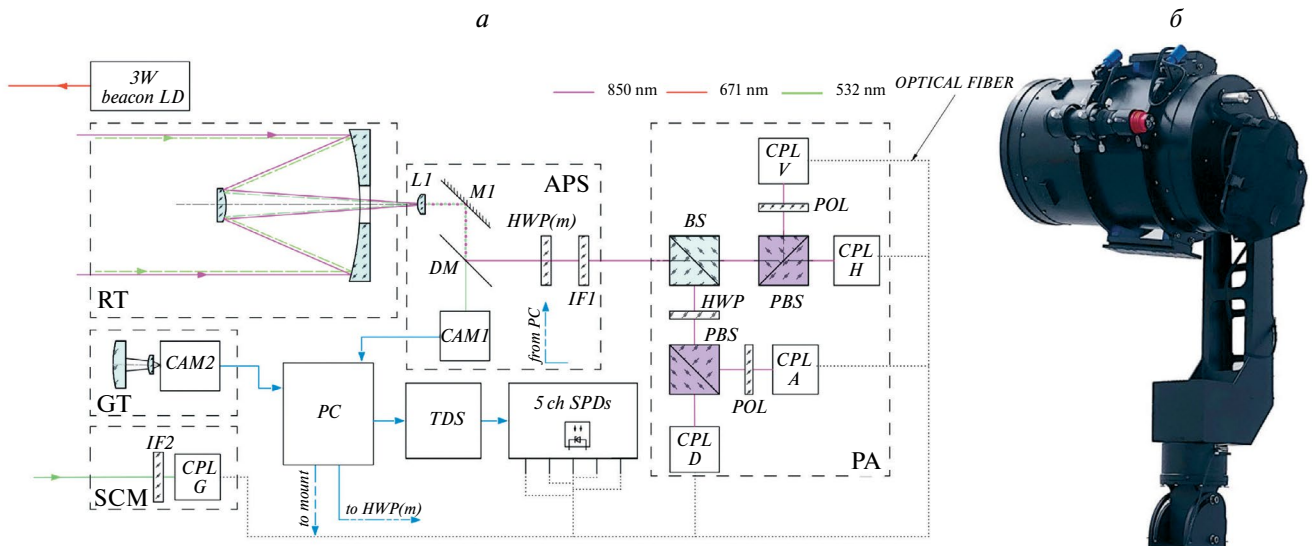 а
б
3W
beacon LD
850 nm
671 nm
532 nm
OPTICAL FIBER
RT
L1
M1
APS
HWP(m)
DM
IF1
CAM1
from PC
CPL
V
POL
BS
CPL
H
HWP
PBS
PBS
CPL
A
POL
CPL
D
PA
CAM2
GT
PC
TDS
5 ch SPDs
IF2
CPL
G
SCM
to mount
to HWP(m)